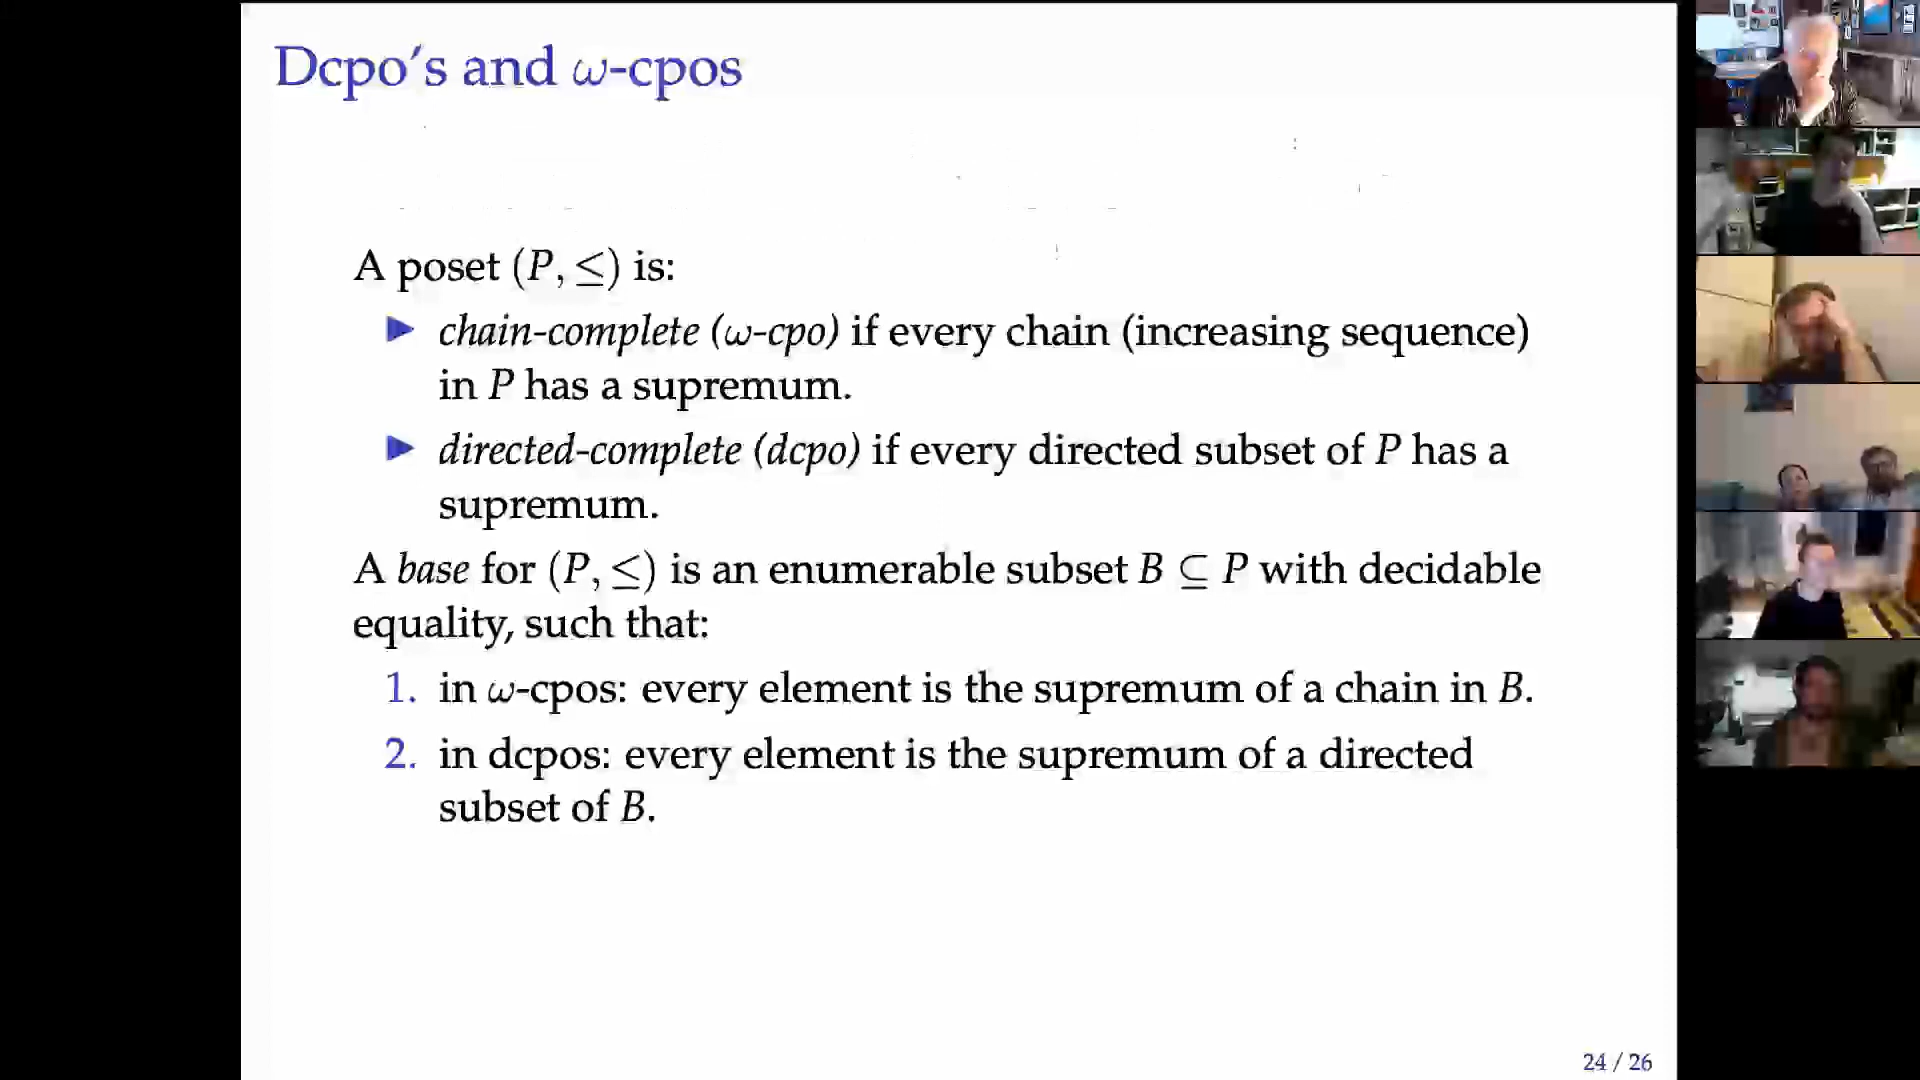 Dcpo's and ω-cpos
A poset (P, ≤) is:
▶ chain-complete (ω-cpo) if every chain (increasing sequence)
in P has a supremum.
▶ directed-complete (dcpo) if every directed subset of P has a
supremum.
A base for (P, ≤) is an enumerable subset B ⊆ P with decidable
equality, such that:
1. in ω-cpos: every element is the supremum of a chain in B.
2. in dcpos: every element is the supremum of a directed
subset of B.
24 / 26